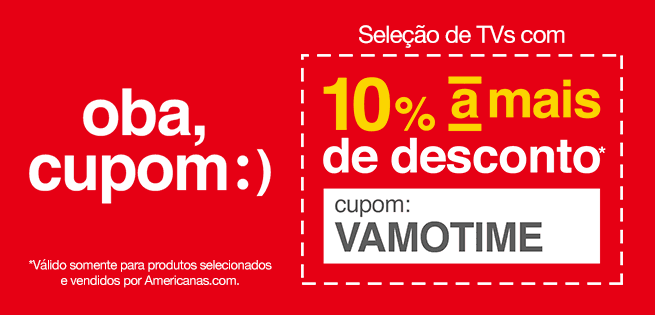 oba,
cupom:)
*Válido somente para produtos selecionados
e vendidos por Americanas.com.
Seleção de TVs com
10% a mais
de desconto*
cupom:
VAMOTIME